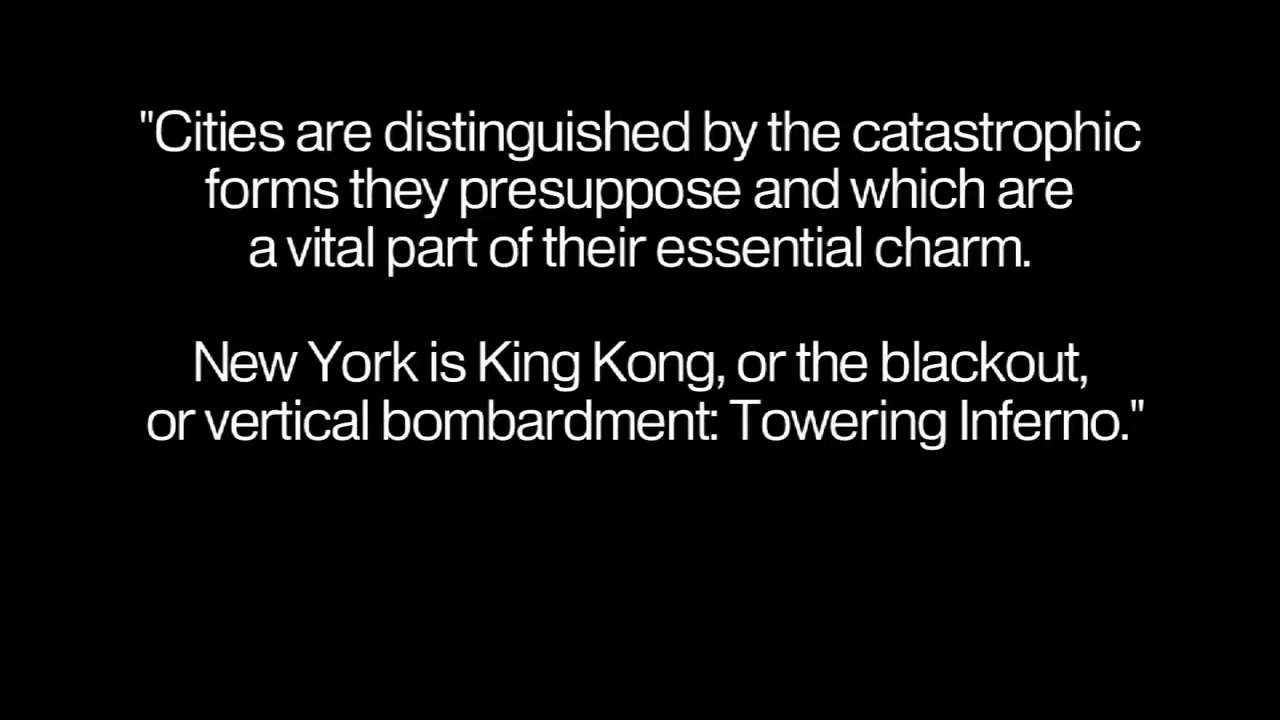 "Cities are distinguished by the catastrophic
forms they presuppose and which are
a vital part of their essential charm.
New York is King Kong, or the blackout,
or vertical bombardment: Towering Inferno."